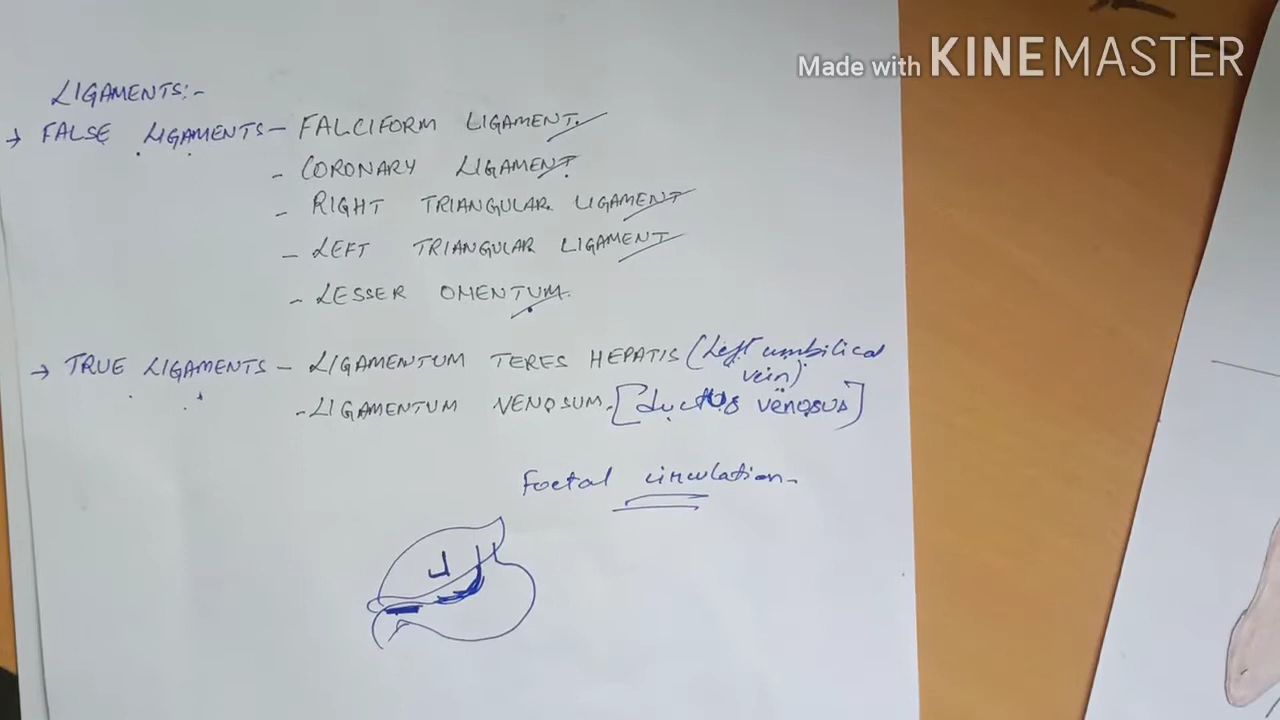 Made with KINEMASTER
LIGAMENTS:-
→ FALSE LIGAMENTS - FALCIFORM LIGAMENT.
- CORONARY LIGAMENT.
- RIGHT TRIANGULAR LIGAMENT
- LEFT TRIANGULAR LIGAMENT
- LESSER OMENTUM.
→ TRUE LIGAMENTS - LIGAMENTUM TERES HEPATIS (Left umbilical
vein)
- LIGAMENTUM VENOSUM. [ductus venosus]
Foetal circulation.